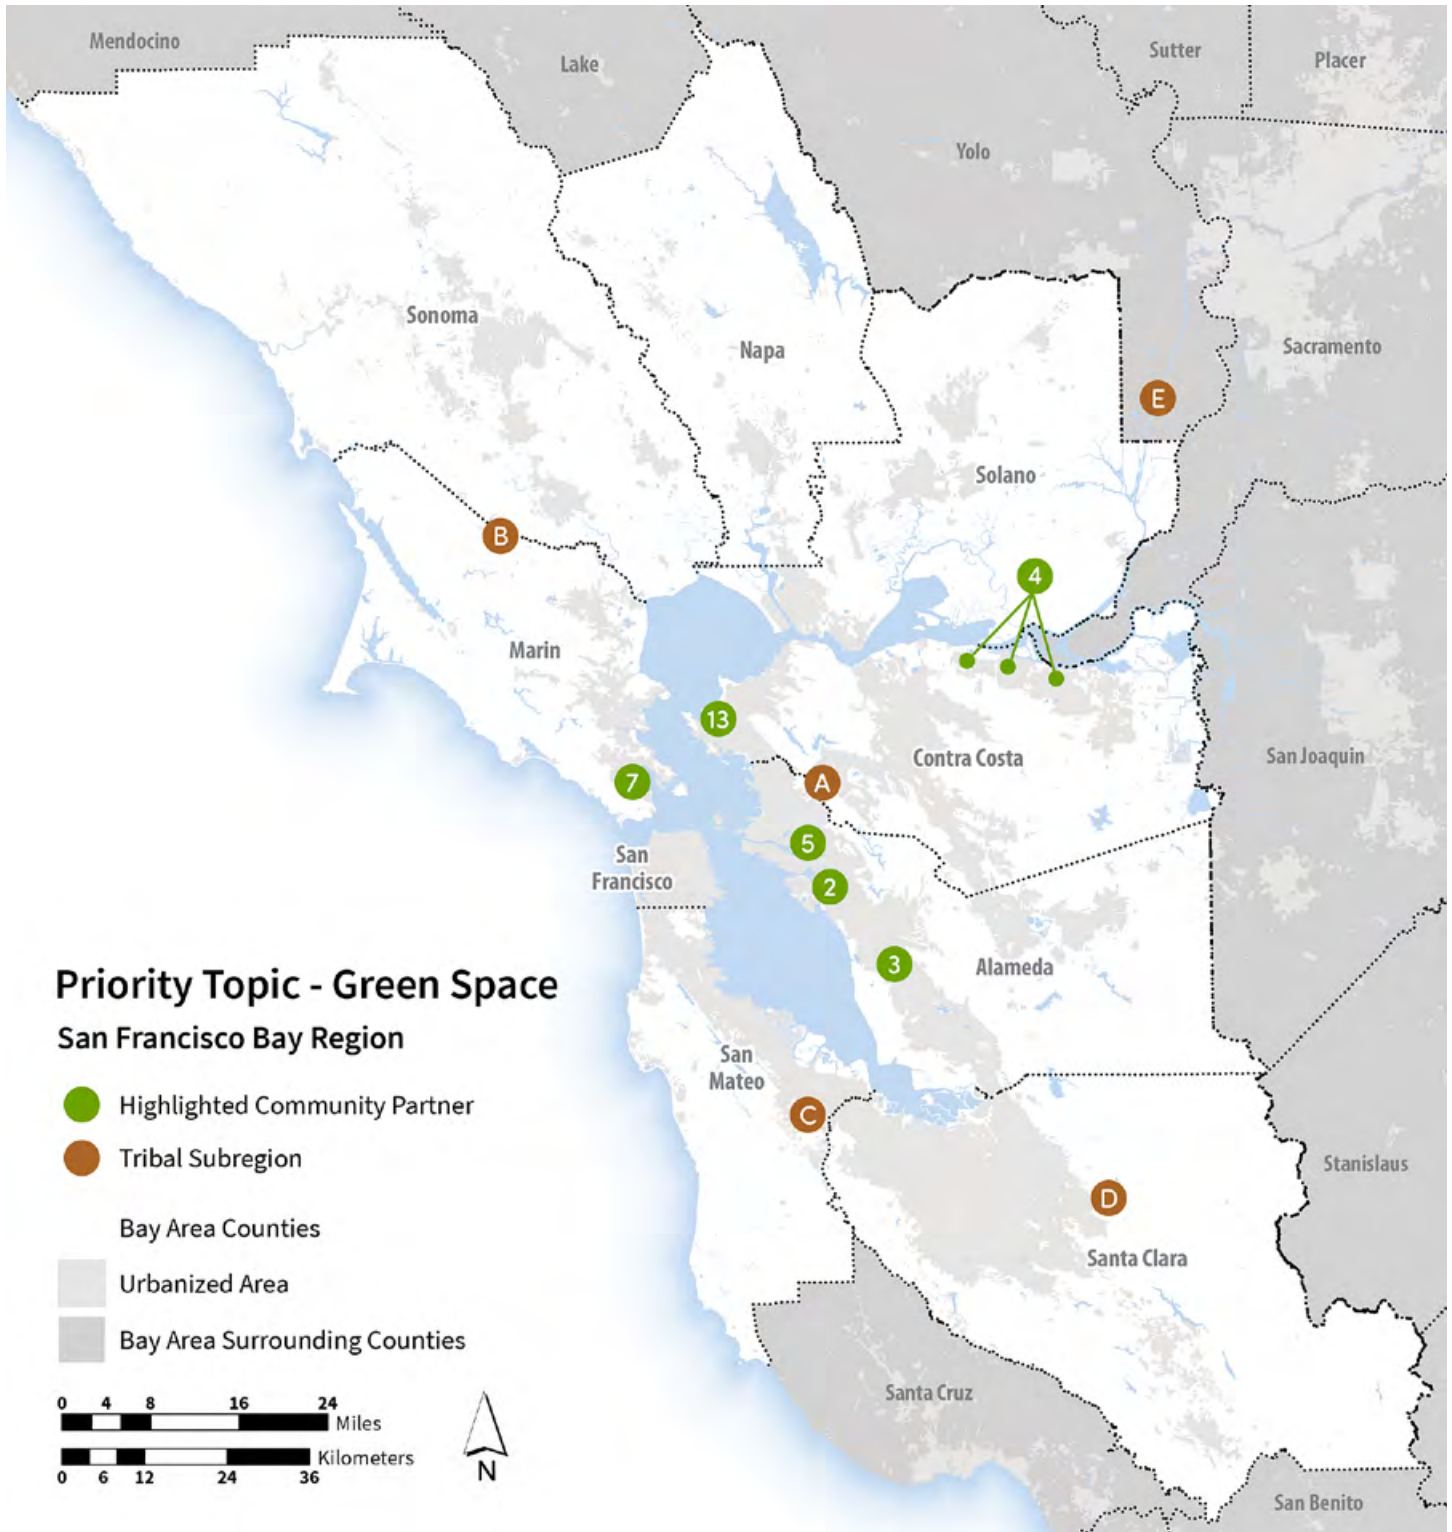 Mendocino
Lake
Sutter
Placer
Yolo
Sonoma
Napa
Sacramento
E
Solano
B
4
Marin
13
Contra Costa
San Joaquin
7
A
5
San
Francisco
2
3
Alameda
Priority Topic - Green Space
San Francisco Bay Region
San
Mateo
Highlighted Community Partner
C
Tribal Subregion
Stanislaus
D
Bay Area Counties
Santa Clara
Urbanized Area
Bay Area Surrounding Counties
Santa Cruz
0 4 8 16 24
Miles
Kilometers
0 6 12 24 36
N
San Benito